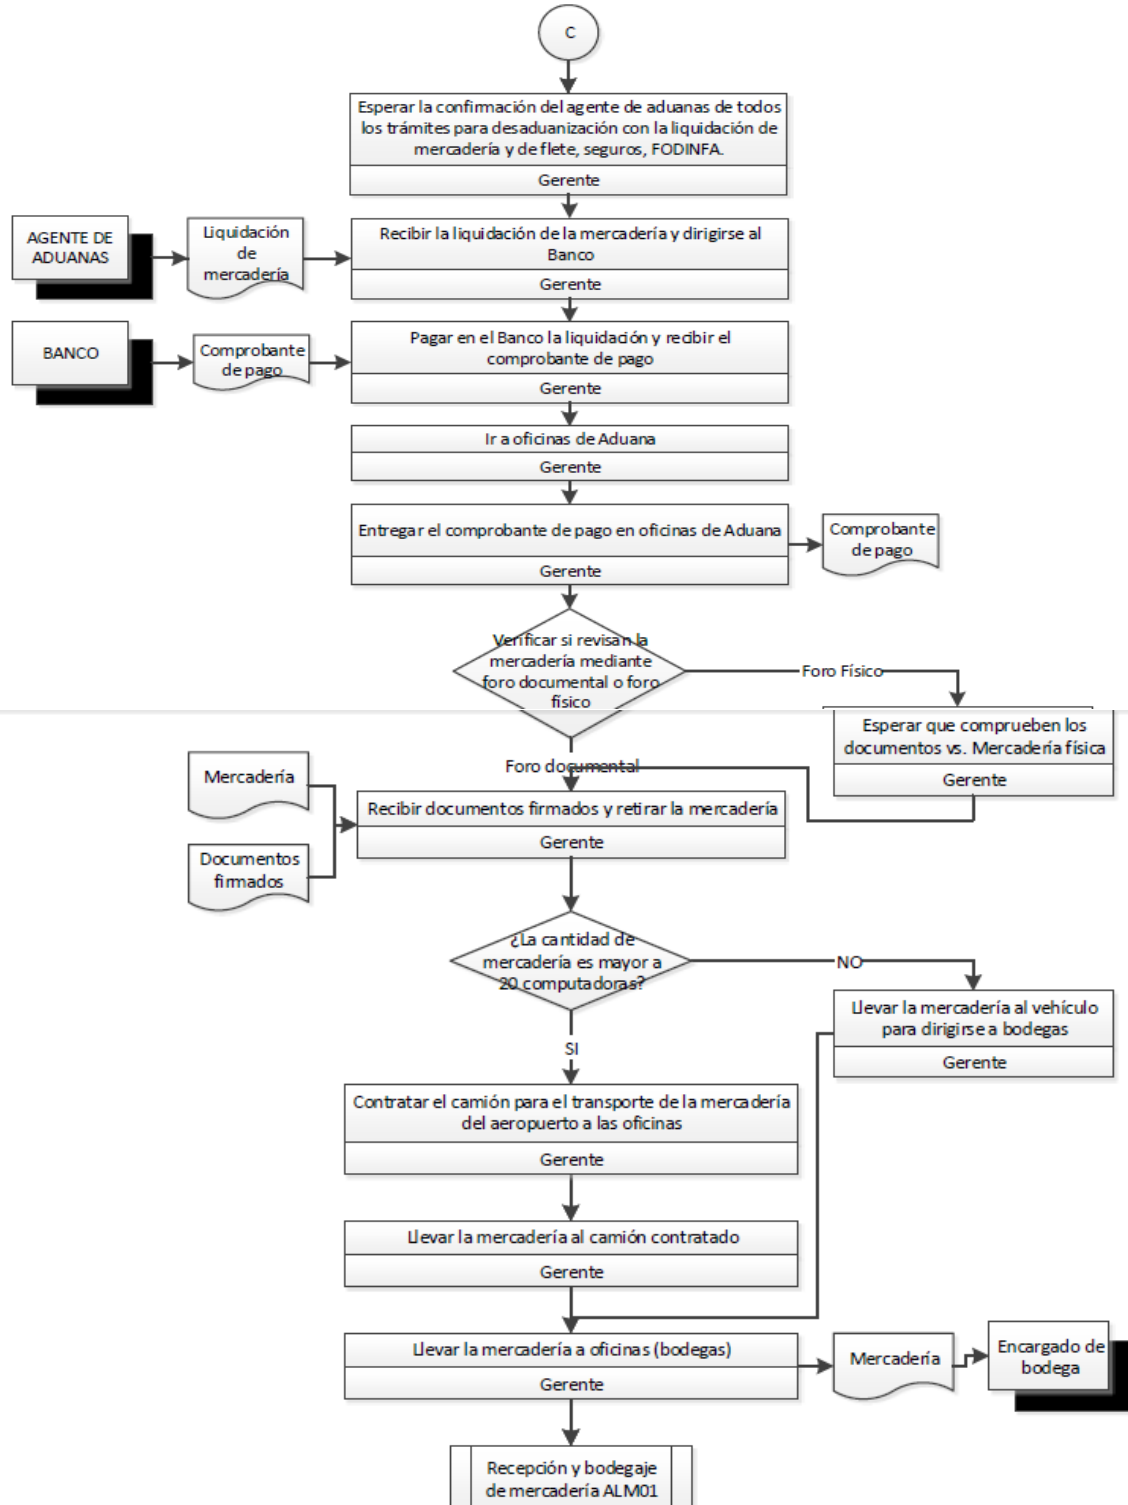 C
Esperar la confirmación del agente de aduanas de todos
los trámites para desaduanización con la liquidación de
mercadería y de flete, seguros, FODINFA.
Gerente
AGENTE DE
ADUANAS
Liquidación
de
mercadería
Recibir la liquidación de la mercadería y dirigirse al
Banco
Gerente
BANCO
Comprobante
de pago
Pagar en el Banco la liquidación y recibir el
comprobante de pago
Gerente
Ir a oficinas de Aduana
Gerente
Entregar el comprobante de pago en oficinas de Aduana
Gerente
Comprobante
de pago
Verificar si revisan la
mercadería mediante
foro documental o foro
físico
Foro Físico
Esperar que comprueben los
documentos vs. Mercadería física
Gerente
Foro documental
Mercadería
Documentos
firmados
Recibir documentos firmados y retirar la mercadería
Gerente
¿La cantidad de
mercadería es mayor a
20 computadoras?
NO
Llevar la mercadería al vehículo
para dirigirse a bodegas
Gerente
SI
Contratar el camión para el transporte de la mercadería
del aeropuerto a las oficinas
Gerente
Llevar la mercadería al camión contratado
Gerente
Llevar la mercadería a oficinas (bodegas)
Gerente
Mercadería
Encargado de
bodega
Recepción y bodegaje
de mercadería ALM01